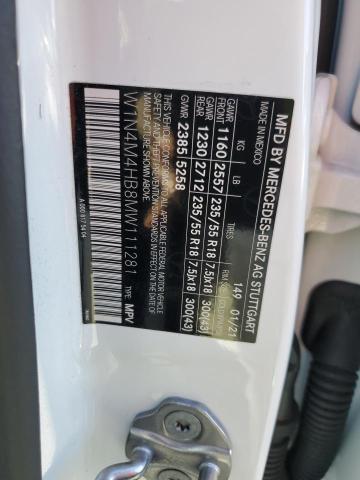 MFD BY MERCEDES-BENZ AG STUTTGART
MADE IN MEXICO
149 01/21
KG LB
GAWR FRONT 1160 2557 235/55 R18 7.5Jx18 300(43)
GAWR REAR 1230 2712 235/55 R18 7.5Jx18 300(43)
GVWR 2385 5258
THIS VEHICLE CONFORMS TO ALL APPLICABLE FEDERAL MOTOR VEHICLE
SAFETY BUMPER AND THEFT PREVENTION STANDARDS IN EFFECT ON THE DATE OF
MANUFACTURE SHOWN ABOVE
W1N4M4HB8MW111281 TYPE: MPV